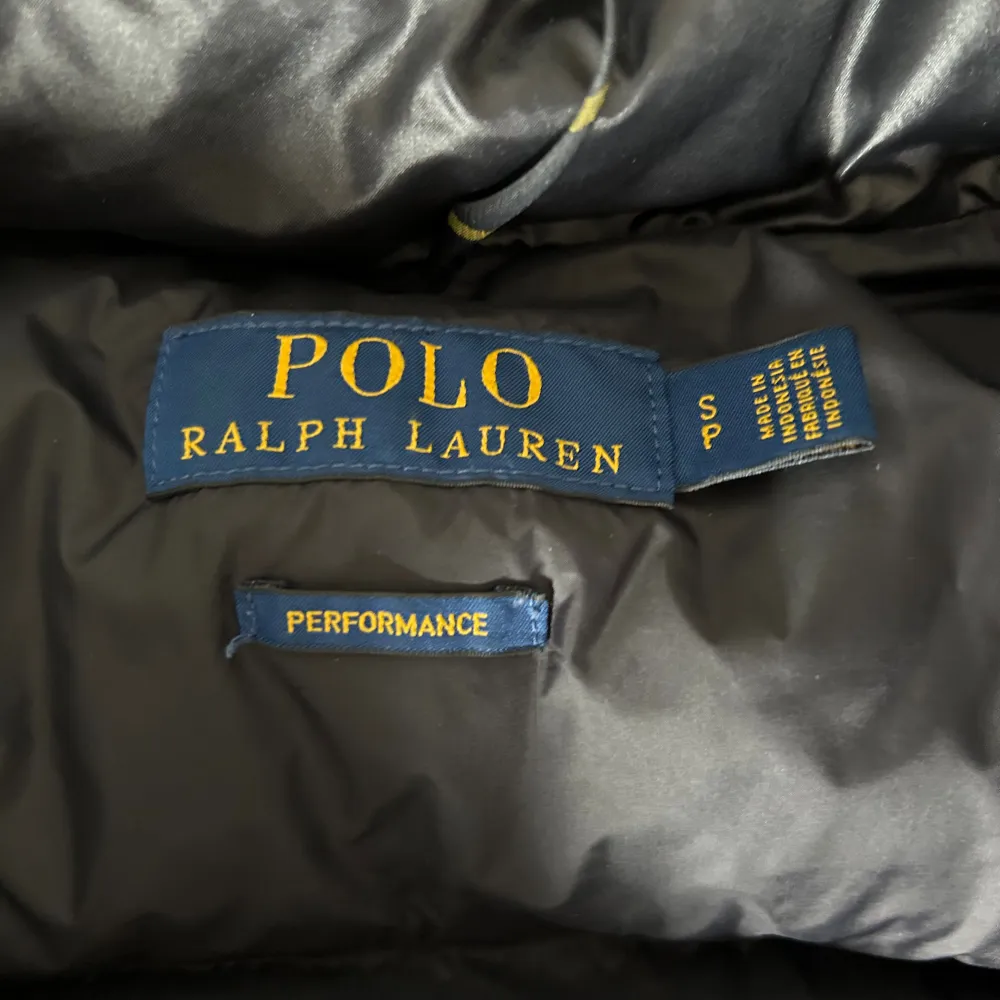 POLO
RALPH LAUREN
S
P
MADE IN
INDONESIA
FABRIQUÉ EN
INDONÉSIE
PERFORMANCE